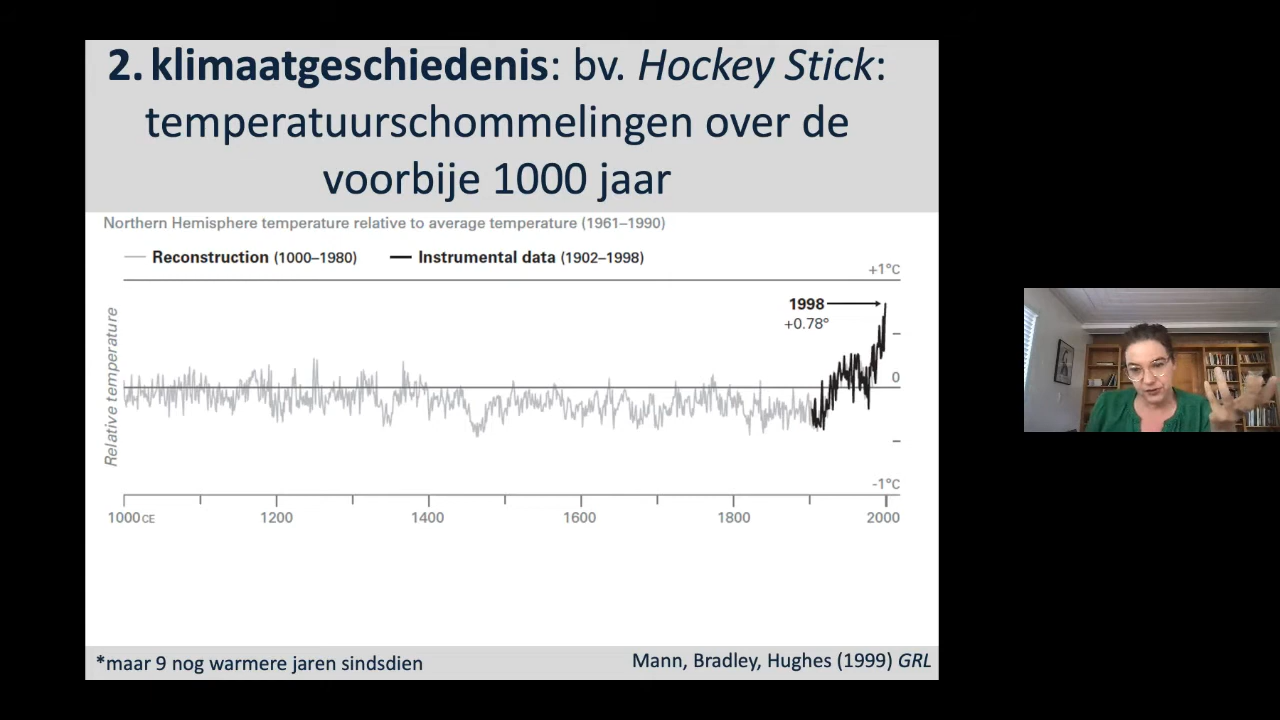 2. klimaatgeschiedenis: bv. Hockey Stick:
temperatuurschommelingen over de
voorbije 1000 jaar
Northern Hemisphere temperature relative to average temperature (1961–1990)
Reconstruction (1000–1980) Instrumental data (1902–1998)
+1°C
1998
+0.78°
0
Relative temperature
-1°C
1000 CE 1200 1400 1600 1800 2000
*maar 9 nog warmere jaren sindsdien
Mann, Bradley, Hughes (1999) GRL